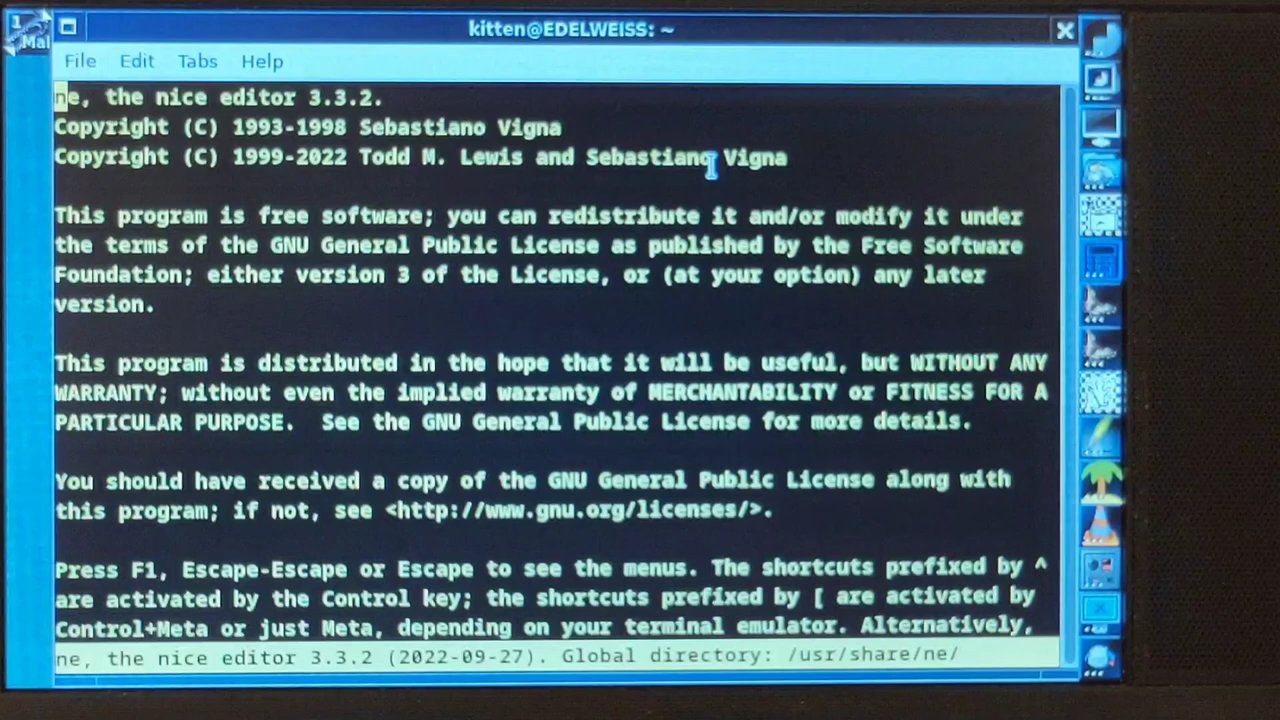 1
Mai
kitten@EDELWEISS: ~
File Edit Tabs Help
ne, the nice editor 3.3.2.
Copyright (C) 1993-1998 Sebastiano Vigna
Copyright (C) 1999-2022 Todd M. Lewis and Sebastiano Vigna
This program is free software; you can redistribute it and/or modify it under
the terms of the GNU General Public License as published by the Free Software
Foundation; either version 3 of the License, or (at your option) any later
version.
This program is distributed in the hope that it will be useful, but WITHOUT ANY
WARRANTY; without even the implied warranty of MERCHANTABILITY or FITNESS FOR A
PARTICULAR PURPOSE.  See the GNU General Public License for more details.
You should have received a copy of the GNU General Public License along with
this program; if not, see <http://www.gnu.org/licenses/>.
Press F1, Escape-Escape or Escape to see the menus. The shortcuts prefixed by ^
are activated by the Control key; the shortcuts prefixed by [ are activated by
Control+Meta or just Meta, depending on your terminal emulator. Alternatively,
ne, the nice editor 3.3.2 (2022-09-27). Global directory: /usr/share/ne/